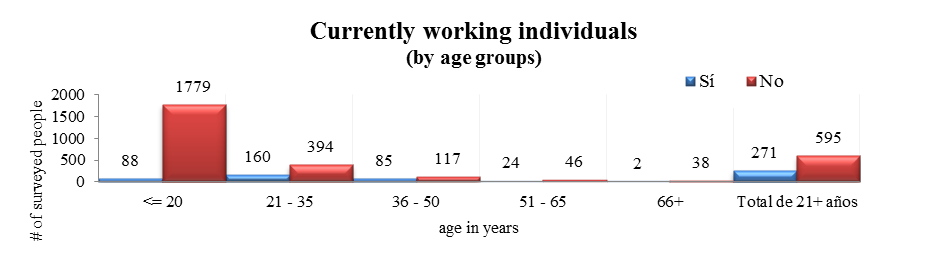 Currently working individuals
(by age groups)
Sí No
# of surveyed people
2000
1500
1000
500
0
88 1779 160 394 85 117 24 46 2 38 271 595
<= 20 21 - 35 36 - 50 51 - 65 66+ Total de 21+ años
age in years